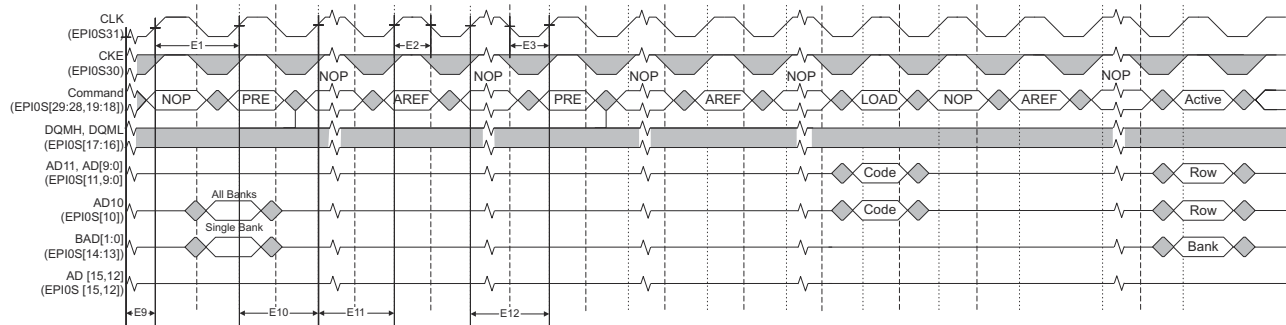 CLK
(EPI0S31)
E1
E2
E3
CKE
(EPI0S30)
NOP
NOP
NOP
NOP
NOP
Command
(EPI0S[29:28,19:18])
NOP
PRE
AREF
PRE
AREF
LOAD
NOP
AREF
Active
DQMH, DQML
(EPI0S[17:16])
AD11, AD[9:0]
(EPI0S[11,9:0]
Code
Row
All Banks
AD10
(EPI0S[10])
Code
Row
Single Bank
BAD[1:0]
(EPI0S[14:13])
Bank
AD [15,12]
(EPI0S [15,12])
E9
E10
E11
E12